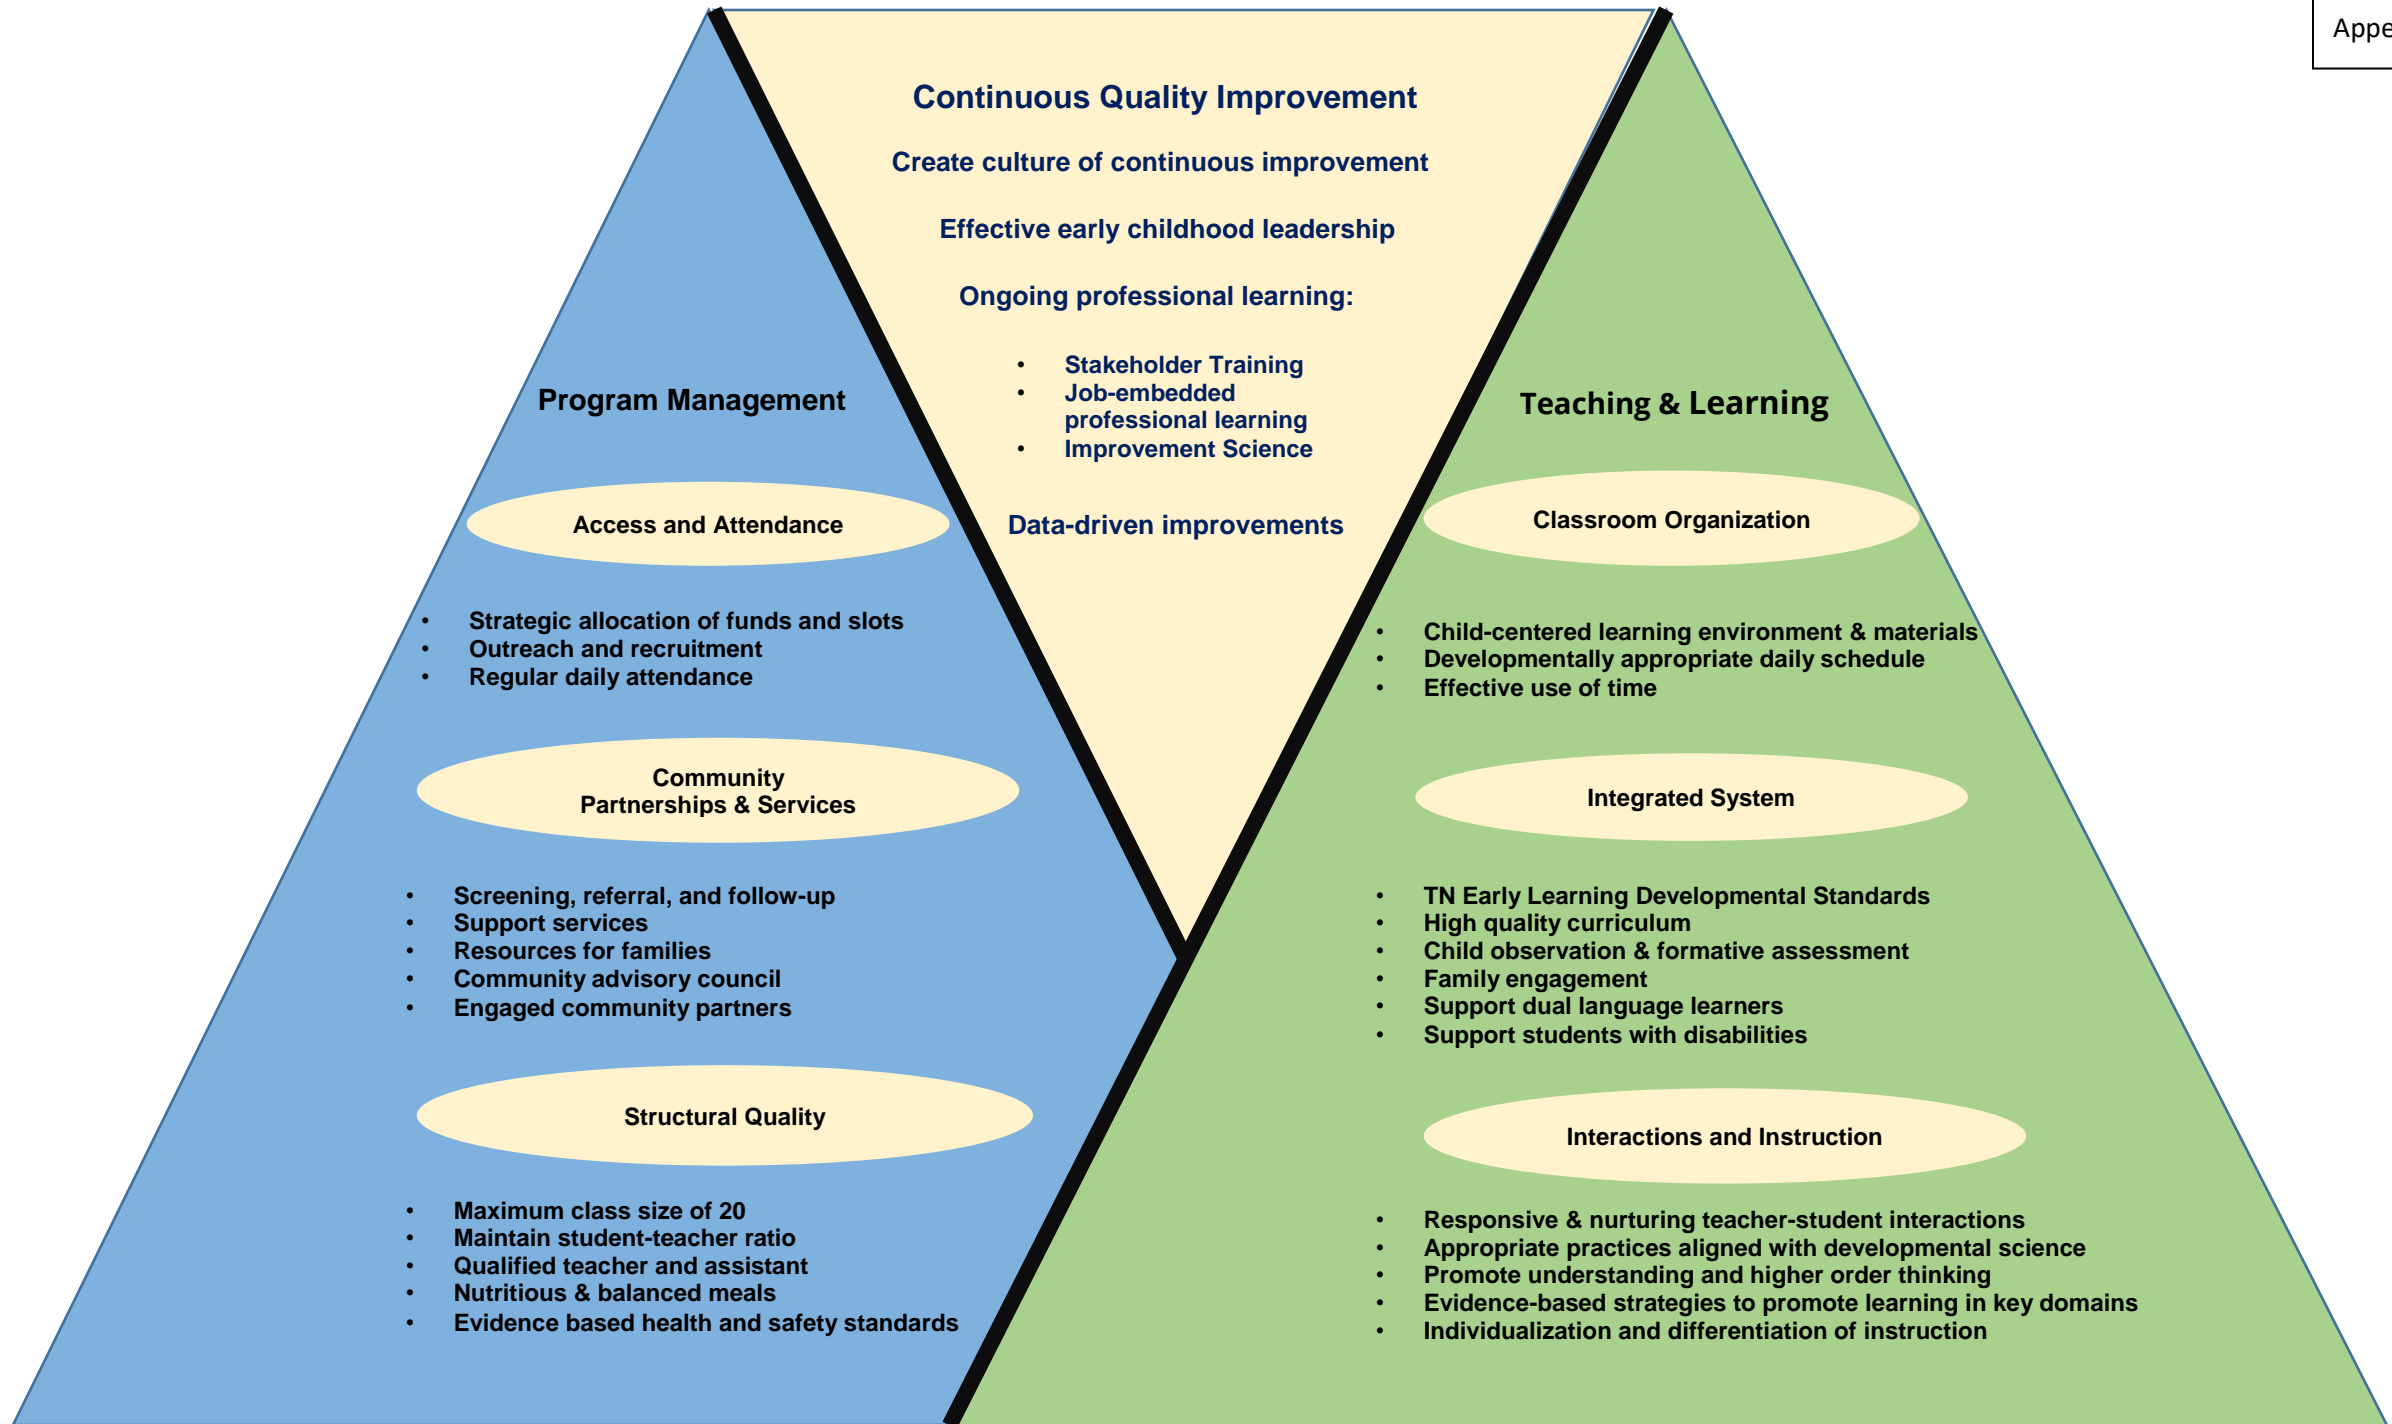 Appe
Continuous Quality Improvement
Create culture of continuous improvement
Effective early childhood leadership
Ongoing professional learning:
• Stakeholder Training
• Job-embedded
professional learning
• Improvement Science
Data-driven improvements
Program Management
Access and Attendance
• Strategic allocation of funds and slots
• Outreach and recruitment
• Regular daily attendance
Community
Partnerships & Services
• Screening, referral, and follow-up
• Support services
• Resources for families
• Community advisory council
• Engaged community partners
Structural Quality
• Maximum class size of 20
• Maintain student-teacher ratio
• Qualified teacher and assistant
• Nutritious & balanced meals
• Evidence based health and safety standards
Teaching & Learning
Classroom Organization
• Child-centered learning environment & materials
• Developmentally appropriate daily schedule
• Effective use of time
Integrated System
• TN Early Learning Developmental Standards
• High quality curriculum
• Child observation & formative assessment
• Family engagement
• Support dual language learners
• Support students with disabilities
Interactions and Instruction
• Responsive & nurturing teacher-student interactions
• Appropriate practices aligned with developmental science
• Promote understanding and higher order thinking
• Evidence-based strategies to promote learning in key domains
• Individualization and differentiation of instruction